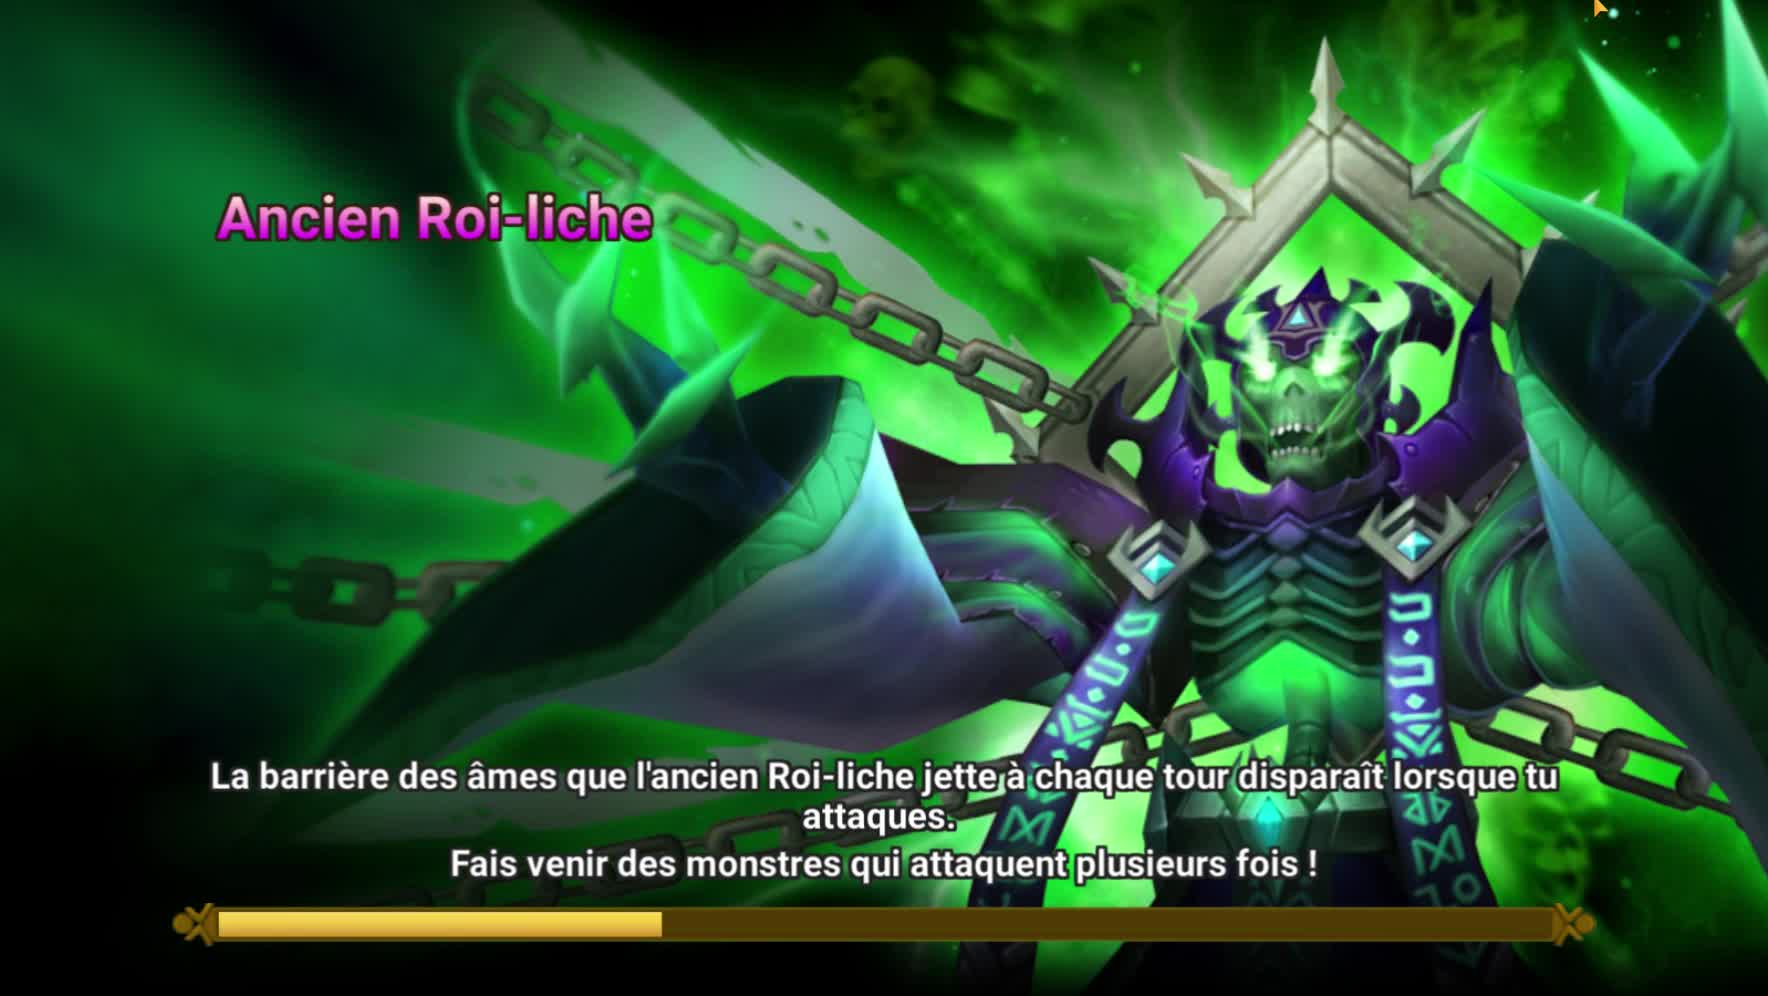 Ancien Roi-liche
La barrière des âmes que l'ancien Roi-liche jette à chaque tour disparaît lorsque tu
attaques.
Fais venir des monstres qui attaquent plusieurs fois !